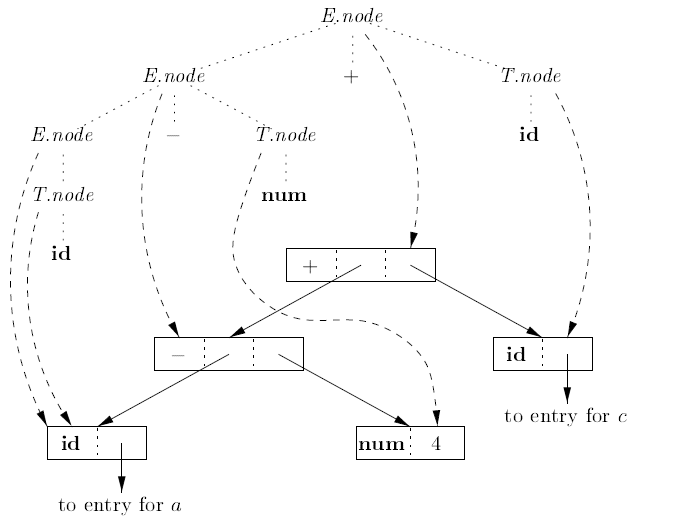 E.node
E.node + T.node
E.node − T.node id
T.node num
id
+
− id
to entry for c
id num 4
to entry for a